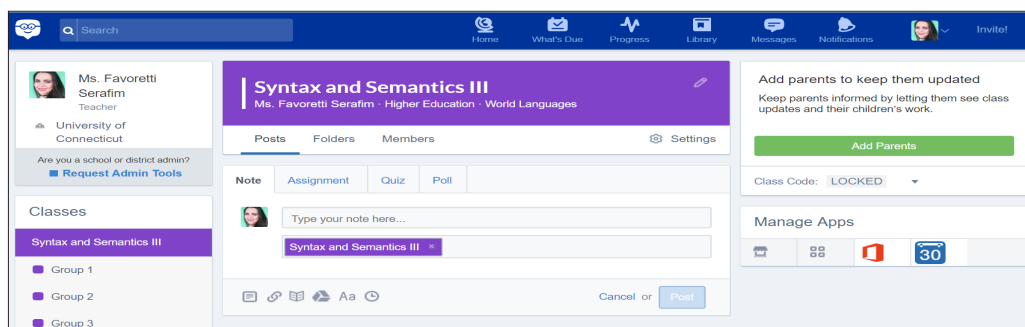 Search
Home
What's Due
Progress
Library
Messages
Notifications
Invite!
Ms. Favoretti
Serafim
Teacher
University of
Connecticut
Are you a school or district admin?
Request Admin Tools
Classes
Syntax and Semantics III
Group 1
Group 2
Group 3
Syntax and Semantics III
Ms. Favoretti Serafim · Higher Education · World Languages
Posts Folders Members Settings
Note Assignment Quiz Poll
Type your note here...
Syntax and Semantics III ×
Aa
Cancel or Post
Add parents to keep them updated
Keep parents informed by letting them see class
updates and their children's work.
Add Parents
Class Code: LOCKED
Manage Apps
30